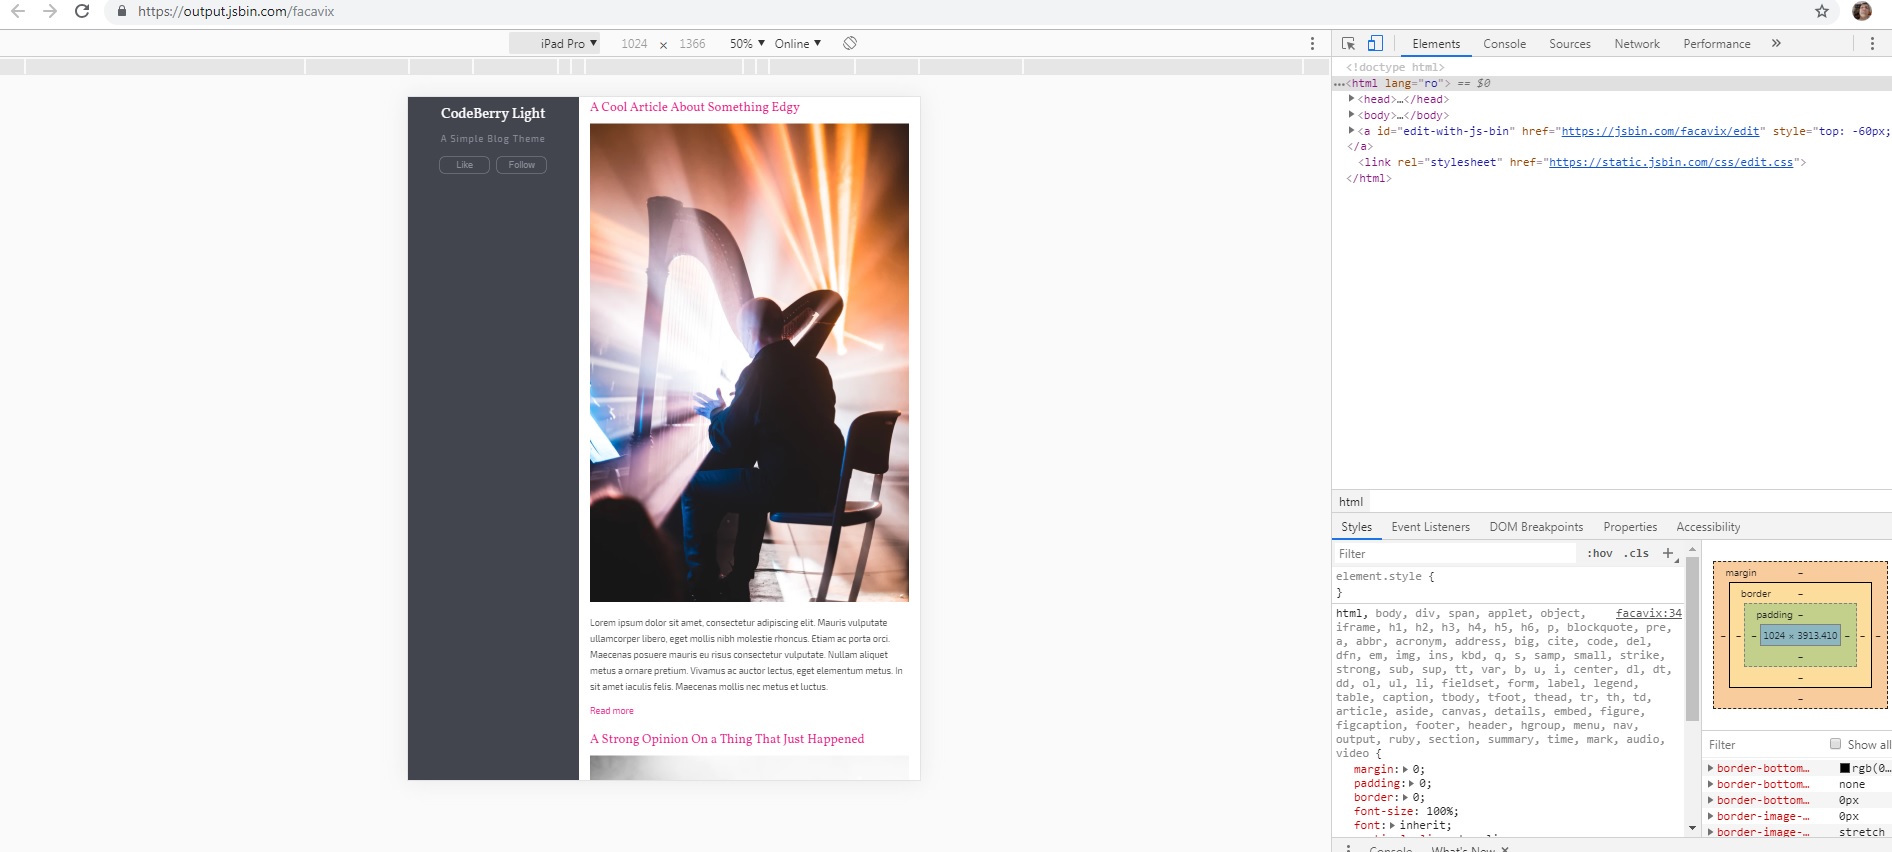 https://output.jsbin.com/facavix
iPad Pro ▼ 1024 × 1366 50% ▼ Online ▼
Elements Console Sources Network Performance »
<!doctype html>
…<html lang="ro"> == $0
<head>…</head>
<body>…</body>
<a id="edit-with-js-bin" href="https://jsbin.com/facavix/edit" style="top: -60px;
</a>
<link rel="stylesheet" href="https://static.jsbin.com/css/edit.css">
</html>
CodeBerry Light
A Simple Blog Theme
Like Follow
A Cool Article About Something Edgy
Lorem ipsum dolor sit amet, consectetur adipiscing elit. Mauris vulputate
ullamcorper libero, eget mollis nibh molestie rhoncus. Etiam ac porta orci.
Maecenas posuere mauris eu risus consectetur vulputate. Nullam aliquet
metus a ornare pretium. Vivamus ac auctor lectus, eget elementum metus. In
sit amet iaculis felis. Maecenas mollis nec metus et luctus.
Read more
A Strong Opinion On a Thing That Just Happened
html
Styles Event Listeners DOM Breakpoints Properties Accessibility
Filter :hov .cls +
element.style {
}
html, body, div, span, applet, object, facavix:34
iframe, h1, h2, h3, h4, h5, h6, p, blockquote, pre,
a, abbr, acronym, address, big, cite, code, del,
dfn, em, img, ins, kbd, q, s, samp, small, strike,
strong, sub, sup, tt, var, b, u, i, center, dl, dt,
dd, ol, ul, li, fieldset, form, label, legend,
table, caption, tbody, tfoot, thead, tr, th, td,
article, aside, canvas, details, embed, figure,
figcaption, footer, header, hgroup, menu, nav,
output, ruby, section, summary, time, mark, audio,
video {
margin: 0;
padding: 0;
border: 0;
font-size: 100%;
font: inherit;
margin –
border –
padding –
– – – 1024 × 3913.410 – – –
–
–
–
Filter Show all
border-bottom… rgb(0…
border-bottom… none
border-bottom… 0px
border-image-… 0px
border-image-… stretch
Console What's New ×